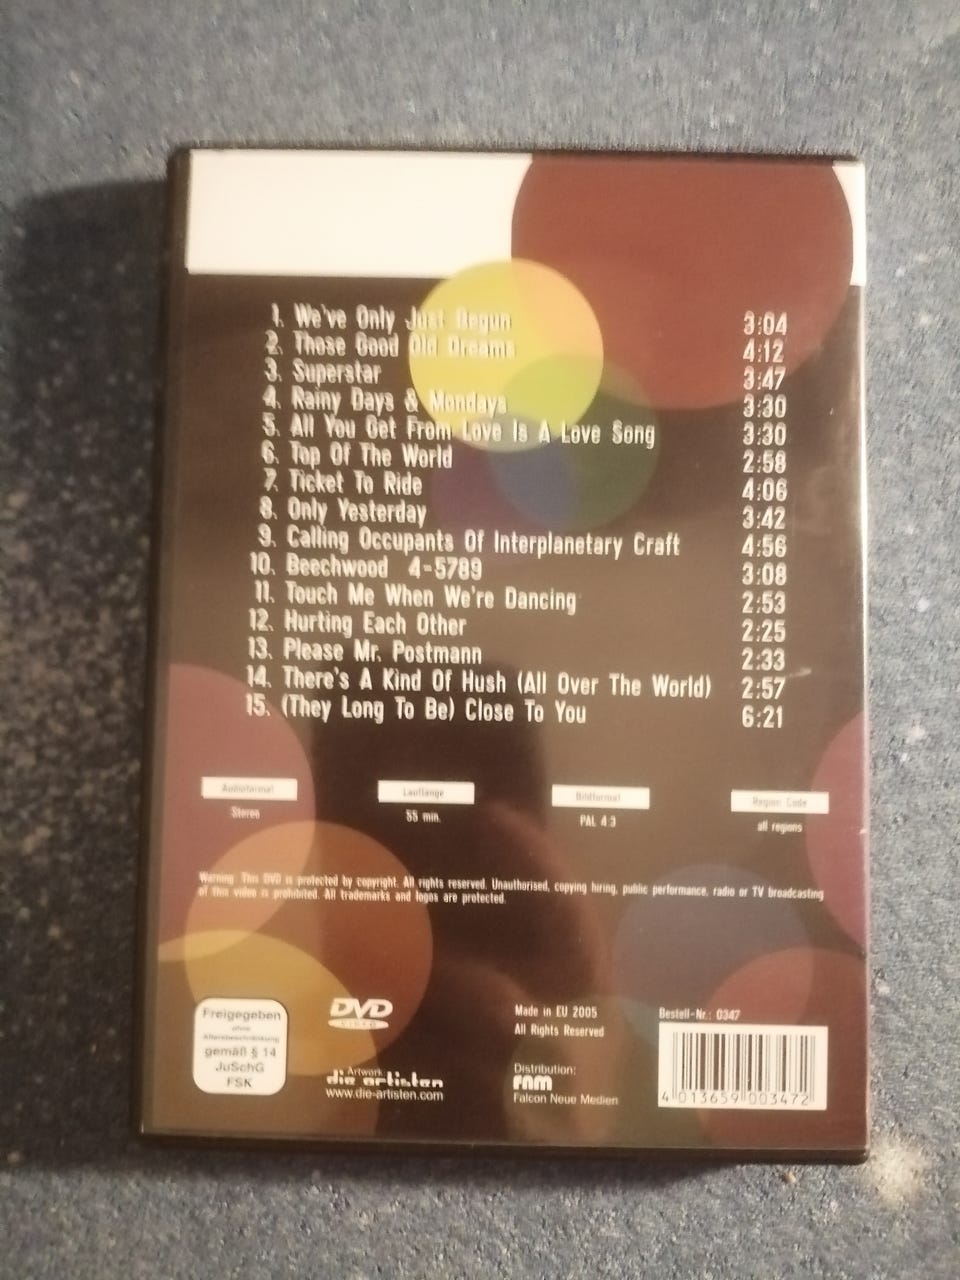 1. We've Only Just Begun 3:04
2. Those Good Old Dreams 4:12
3. Superstar 3:47
4. Rainy Days & Mondays 3:30
5. All You Get From Love Is A Love Song 3:30
6. Top Of The World 2:58
7. Ticket To Ride 4:06
8. Only Yesterday 3:42
9. Calling Occupants Of Interplanetary Craft 4:56
10. Beechwood 4-5789 3:08
11. Touch Me When We're Dancing 2:53
12. Hurting Each Other 2:25
13. Please Mr. Postmann 2:33
14. There's A Kind Of Hush (All Over The World) 2:57
15. (They Long To Be) Close To You 6:21
Audioformat Lauflänge Bildformat Region Code
Stereo 55 min. PAL 4:3 all regions
Warning. This DVD is protected by copyright. All rights reserved. Unauthorised, copying hiring, public performance, radio or TV broadcasting
of this video is prohibited. All trademarks and logos are protected.
Freigegeben
ohne
Altersbeschränkung
gemäß § 14
JuSchG
FSK
DVD
VIDEO
Artwork:
die artisten
www.die-artisten.com
Made in EU 2005
All Rights Reserved
Distribution:
fnm
Falcon Neue Medien
Bestell-Nr.: 0347
4 013659 003472